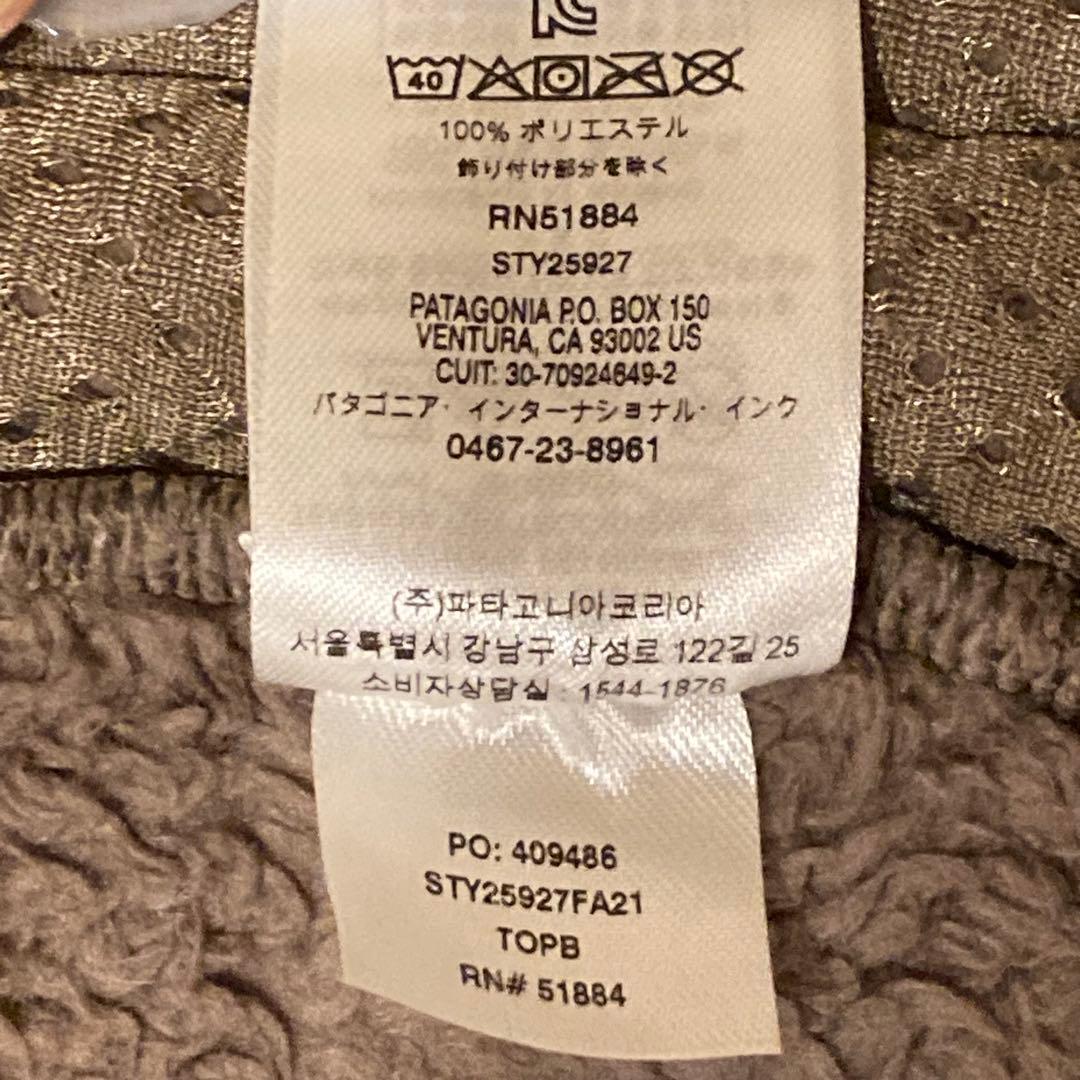 40
100% ポリエステル
飾り付け部分を除く
RN51884
STY25927
PATAGONIA P.O. BOX 150
VENTURA, CA 93002 US
CUIT: 30-70924649-2
パタゴニア・インターナショナル・インク
0467-23-8961
(주)파타고니아코리아
서울특별시 강남구 삼성로 122길 25
소비자상담실 : 1544-1876
PO: 409486
STY25927FA21
TOPB
RN# 51884